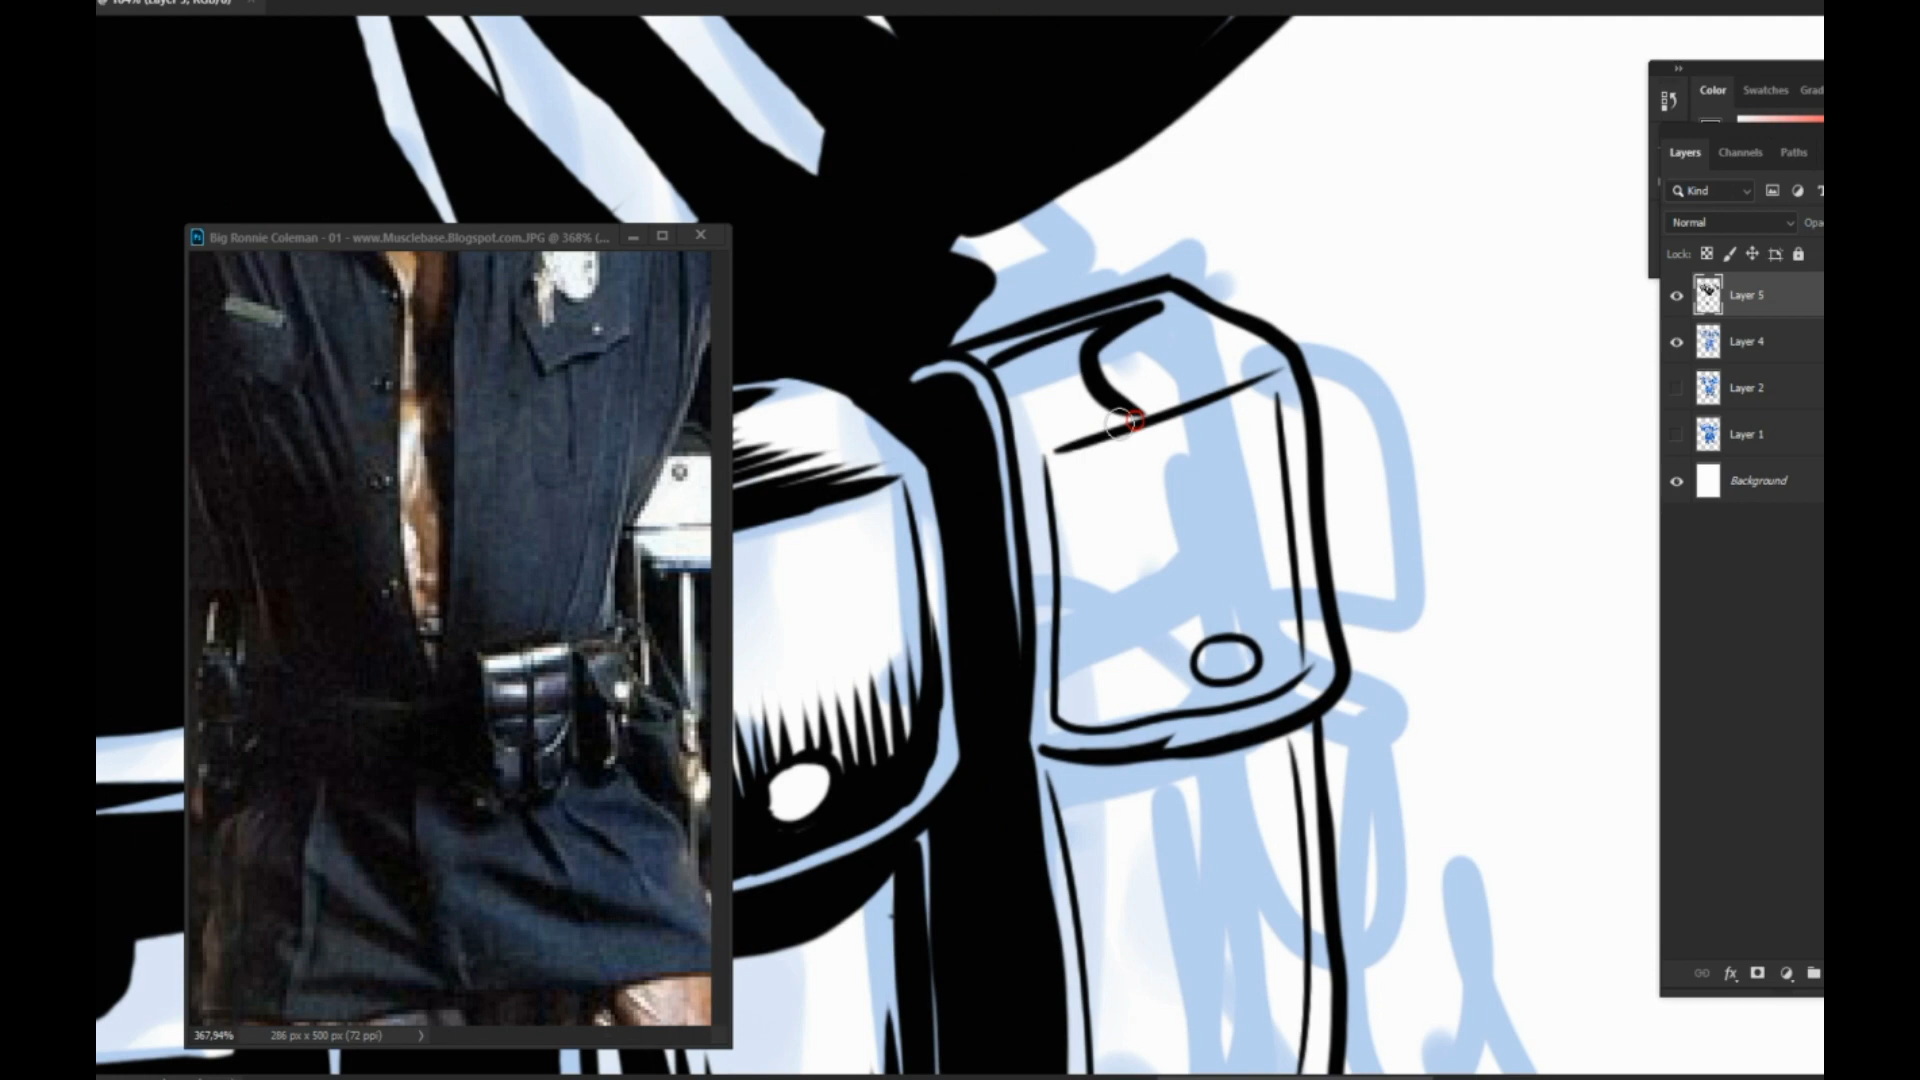 Big Ronnie Coleman - 01 - www.Musclebase.Blogspot.com.JPG @ 368% (...
367,94%
286 px x 500 px (72 ppi)
Color Swatches Grad
Layers Channels Paths
Kind
Normal Opa
Lock:
Layer 5
Layer 4
Layer 2
Layer 1
Background
fx